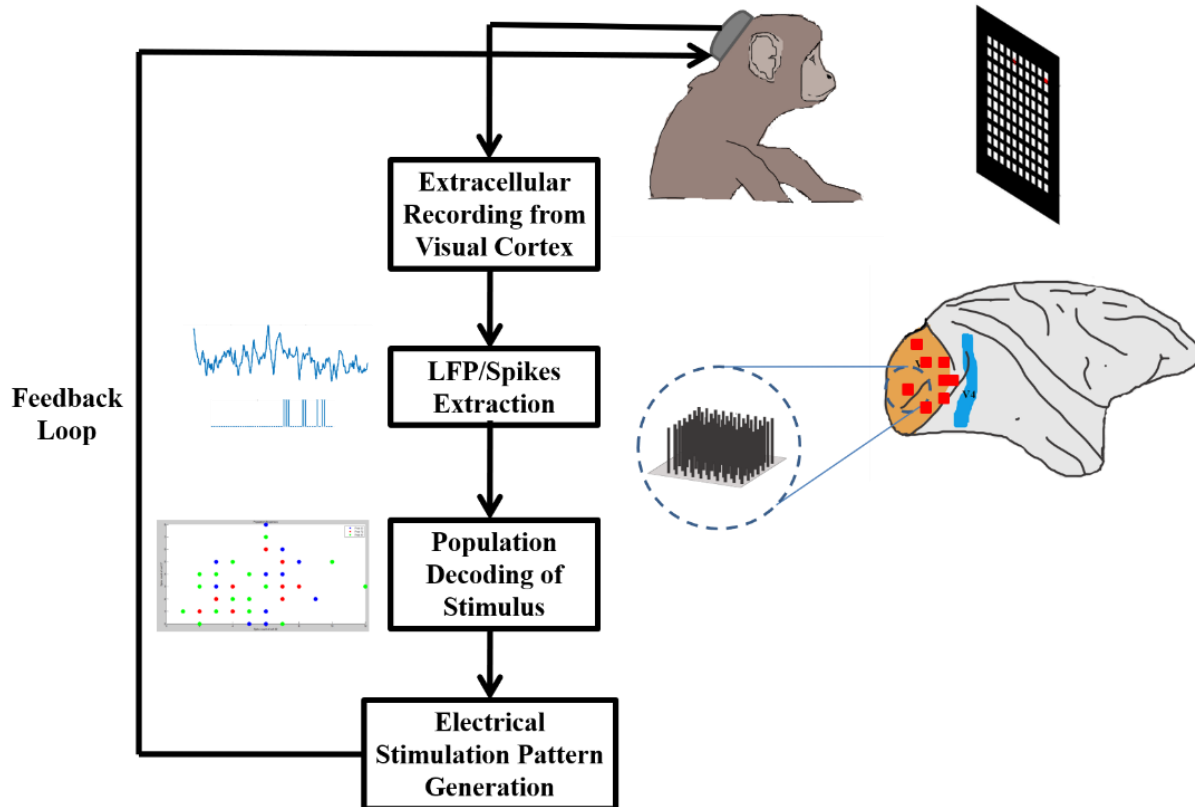 Extracellular
Recording from
Visual Cortex
LFP/Spikes
Extraction
Feedback
Loop
V4
Population
Decoding of
Stimulus
Electrical
Stimulation Pattern
Generation